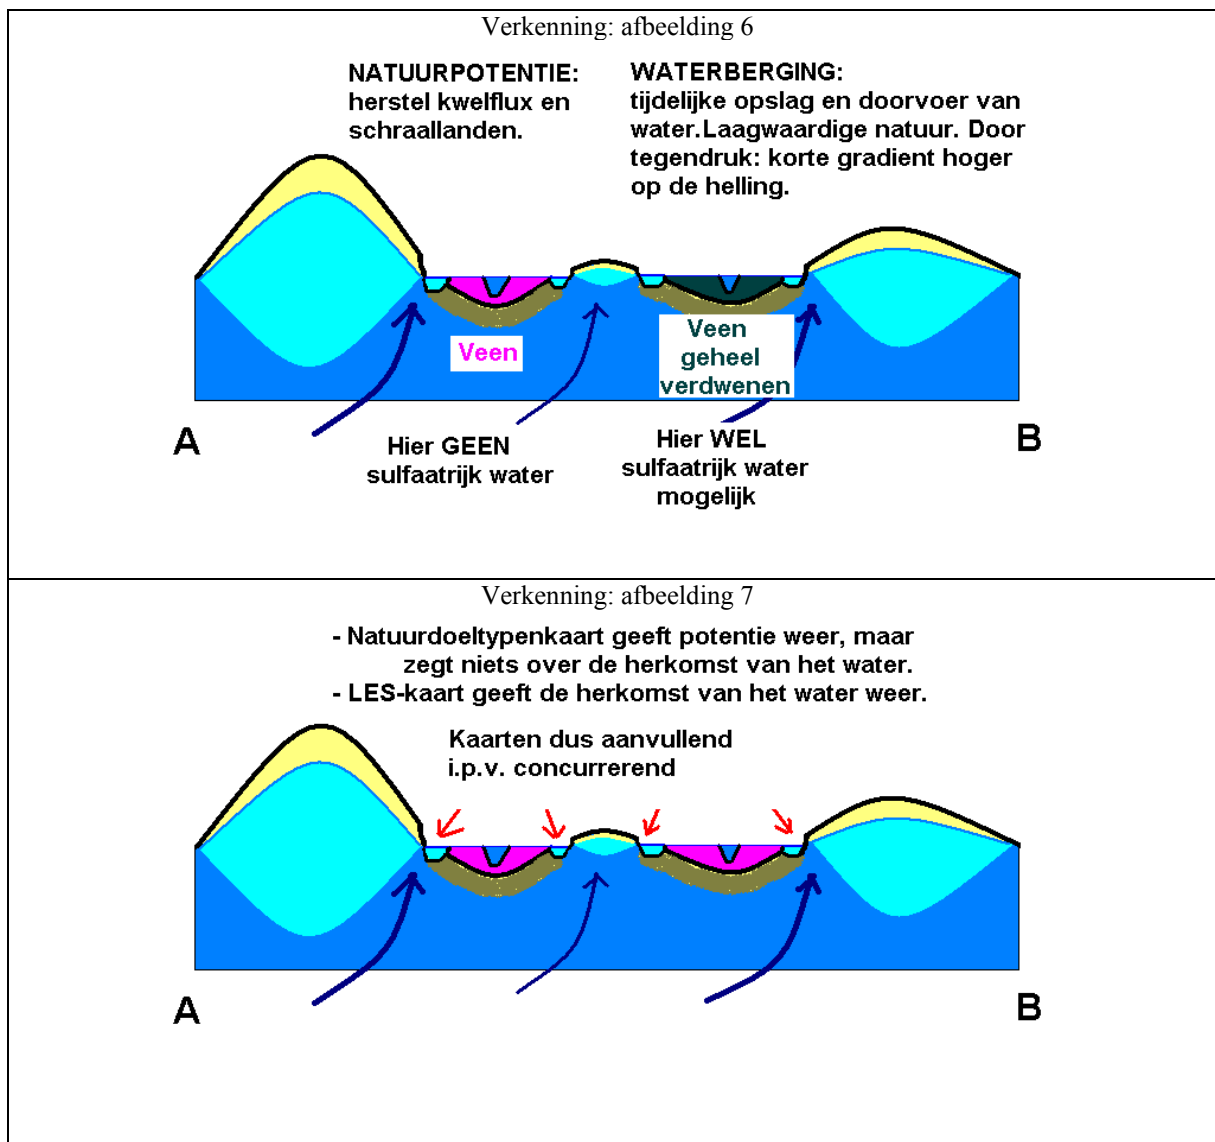 Verkenning: afbeelding 6
NATUURPOTENTIE:
herstel kwelflux en
schraallanden.
WATERBERGING:
tijdelijke opslag en doorvoer van
water.Laagwaardige natuur. Door
tegendruk: korte gradient hoger
op de helling.
Veen
Veen
geheel
verdwenen
A
Hier GEEN
sulfaatrijk water
Hier WEL
sulfaatrijk water
mogelijk
B
Verkenning: afbeelding 7
- Natuurdoeltypenkaart geeft potentie weer, maar
zegt niets over de herkomst van het water.
- LES-kaart geeft de herkomst van het water weer.
Kaarten dus aanvullend
i.p.v. concurrerend
A
B